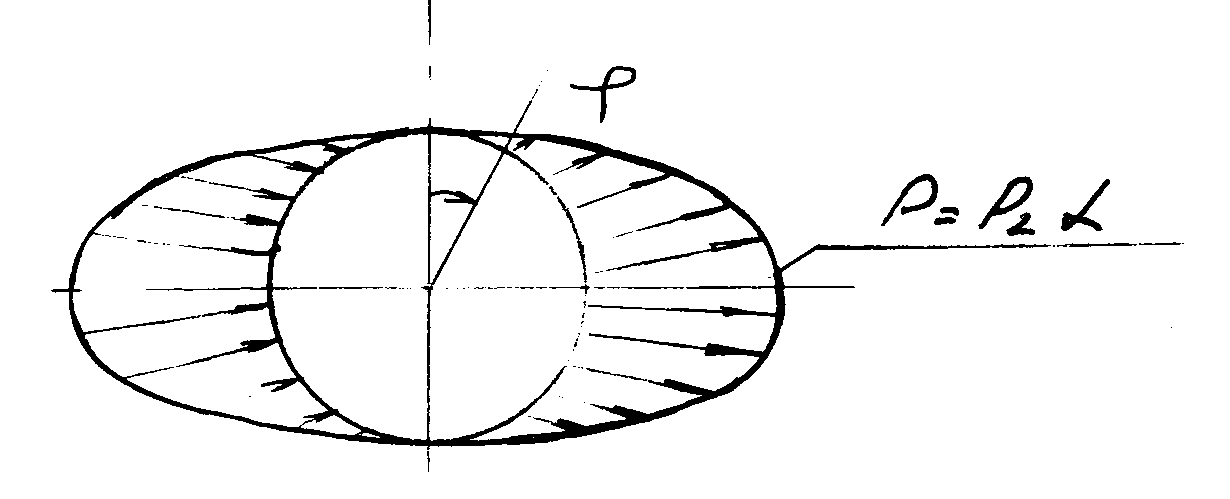 φ
P = P₂ α